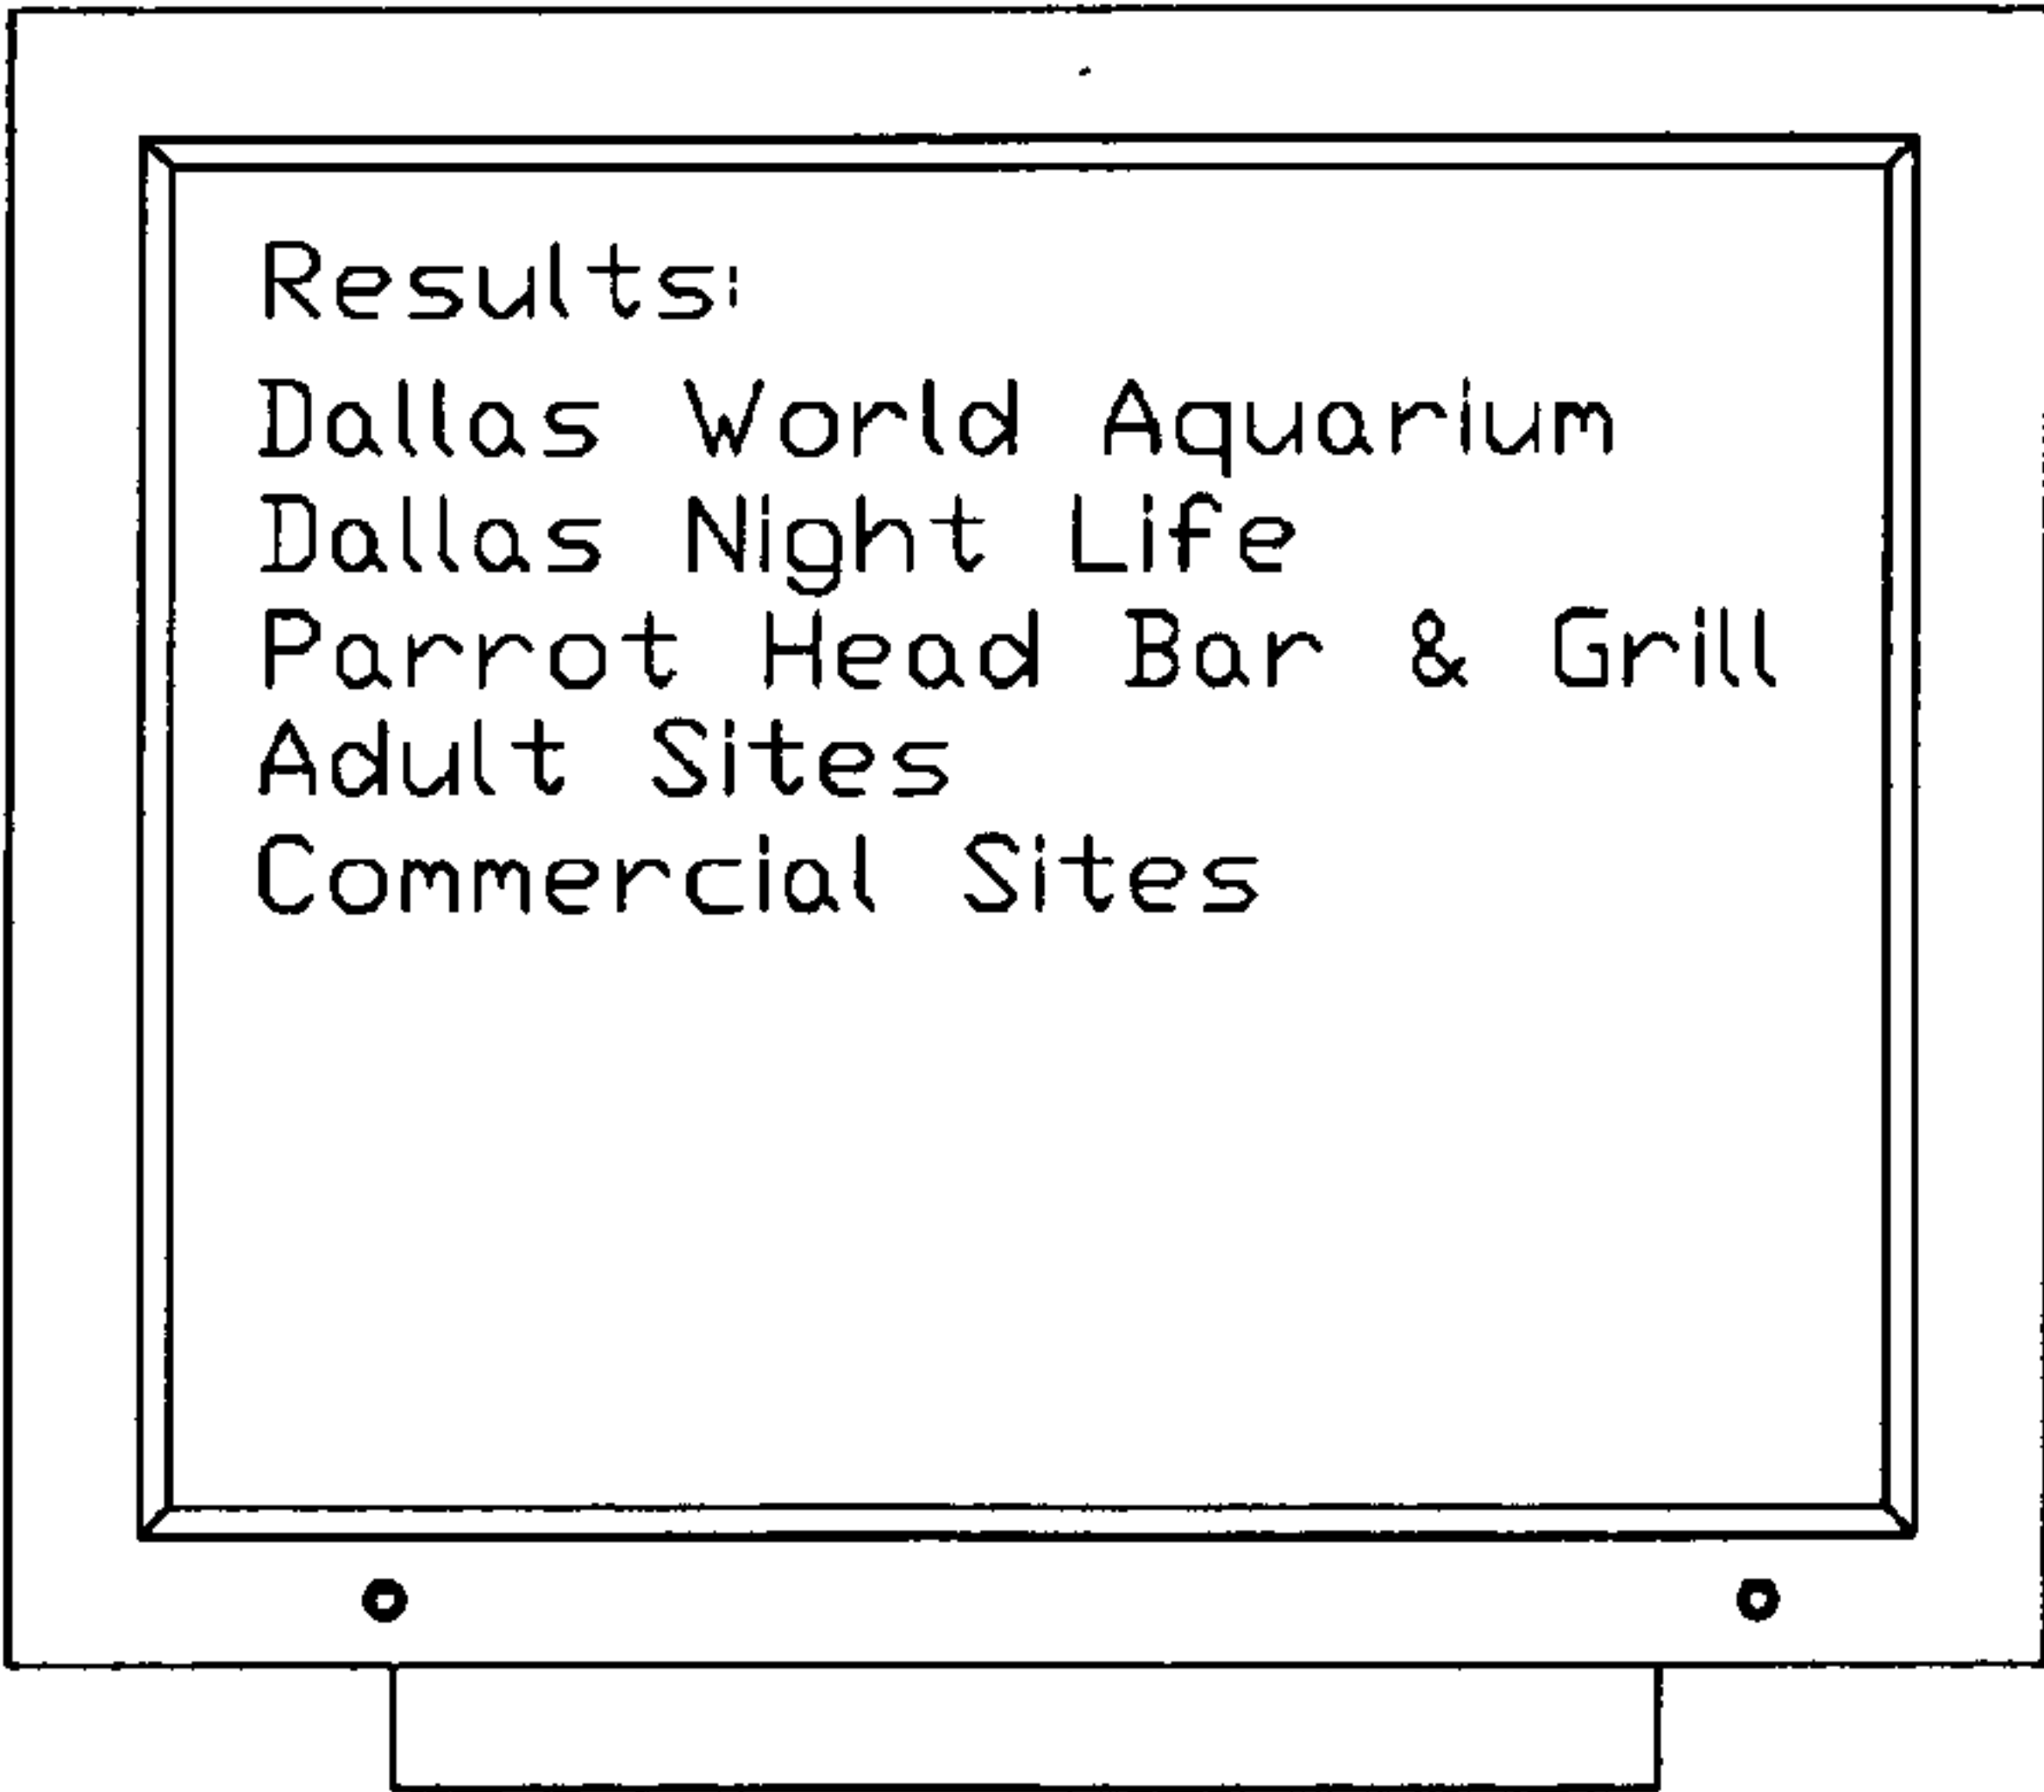 Results:
Dallas World Aquarium
Dallas Night Life
Parrot Head Bar & Grill
Adult Sites
Commercial Sites